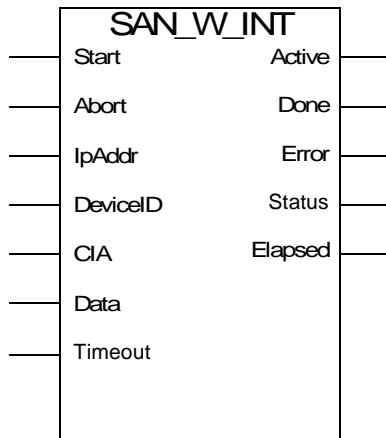 SAN_W_INT
Start Active
Abort Done
IpAddr Error
DeviceID Status
CIA Elapsed
Data
Timeout